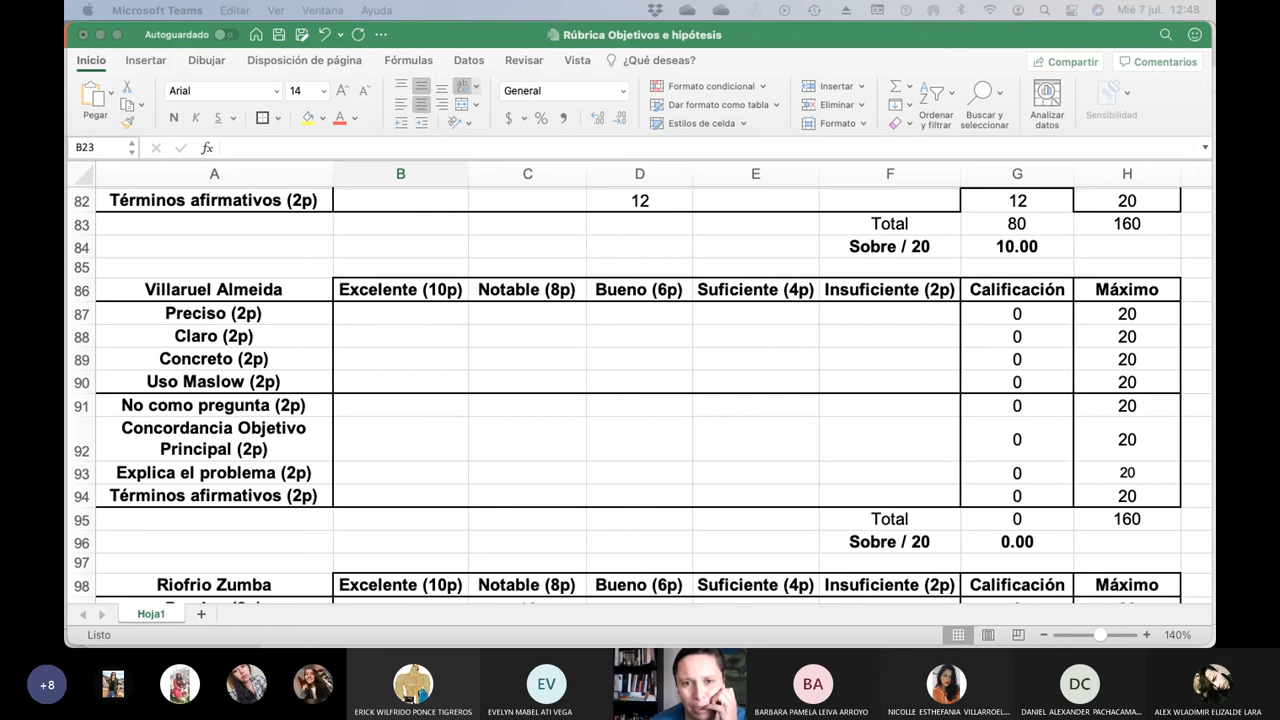 Microsoft Teams Editar Ver Ventana Ayuda Mié 7 jul. 12:48
Autoguardado Rúbrica Objetivos e hipótesis
Inicio Insertar Dibujar Disposición de página Fórmulas Datos Revisar Vista ¿Qué deseas? Compartir Comentarios
Pegar Arial 14 General Formato condicional Insertar
N K S Dar formato como tabla Eliminar
Estilos de celda Formato
Ordenar y filtrar Buscar y seleccionar Analizar datos Sensibilidad
B23 fx
A B C D E F G H
82 Términos afirmativos (2p) 12 12 20
83 Total 80 160
84 Sobre / 20 10.00
85
86 Villaruel Almeida Excelente (10p) Notable (8p) Bueno (6p) Suficiente (4p) Insuficiente (2p) Calificación Máximo
87 Preciso (2p) 0 20
88 Claro (2p) 0 20
89 Concreto (2p) 0 20
90 Uso Maslow (2p) 0 20
91 No como pregunta (2p) 0 20
Concordancia Objetivo
92 Principal (2p) 0 20
93 Explica el problema (2p) 0 20
94 Términos afirmativos (2p) 0 20
95 Total 0 160
96 Sobre / 20 0.00
97
98 Riofrio Zumba Excelente (10p) Notable (8p) Bueno (6p) Suficiente (4p) Insuficiente (2p) Calificación Máximo
Hoja1
Listo 140%
+8 EV BA DC
ERICK WILFRIDO PONCE TIGREROS EVELYN MABEL ATI VEGA BARBARA PAMELA LEIVA ARROYO NICOLLE ESTHEFANIA VILLARROEL... DANIEL ALEXANDER PACHACAMA... ALEX WLADIMIR ELIZALDE LARA